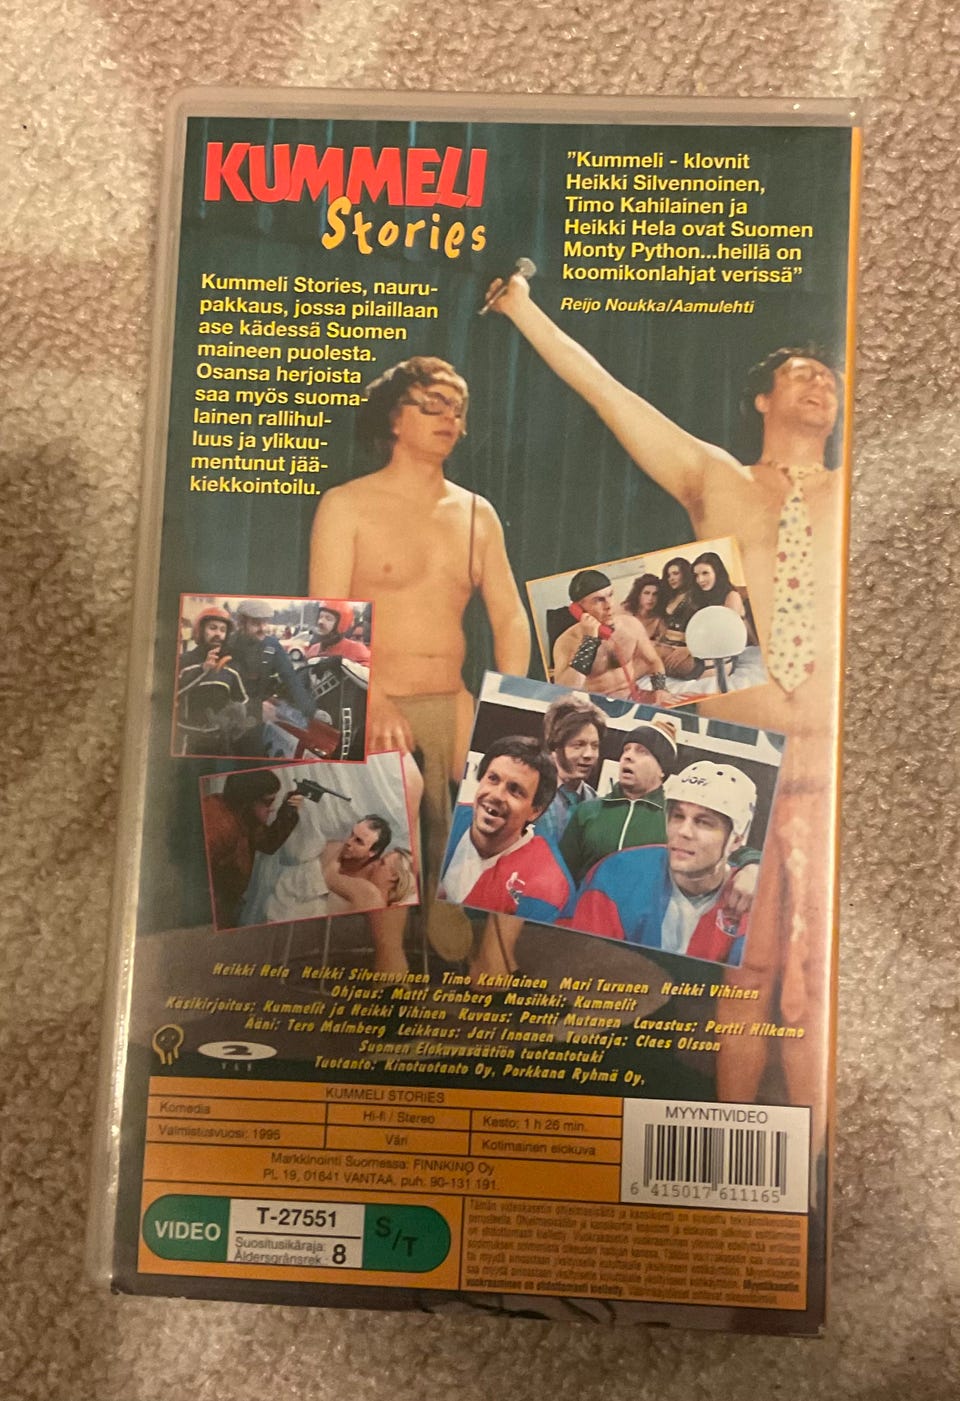 KUMMELI
Stories
"Kummeli - klovnit
Heikki Silvennoinen,
Timo Kahilainen ja
Heikki Hela ovat Suomen
Monty Python...heillä on
koomikonlahjat verissä"
Reijo Noukka/Aamulehti
Kummeli Stories, nauru-
pakkaus, jossa pilaillaan
ase kädessä Suomen
maineen puolesta.
Osansa herjoista
saa myös suoma-
lainen rallihul-
luus ja ylikuu-
mentunut jää-
kiekkointoilu.
JOFA
Heikki Hela Heikki Silvennoinen Timo Kahilainen Mari Turunen Heikki Vihinen
Ohjaus: Matti Grönberg Musiikki: Kummelit
Käsikirjoitus: Kummelit ja Heikki Vihinen Kuvaus: Pertti Mutanen Lavastus: Pertti Hilkamo
Ääni: Tero Malmberg Leikkaus: Jari Innanen Tuottaja: Claes Olsson
Suomen Elokuvasäätiön tuotantotuki
Tuotanto: Kinotuotanto Oy, Porkkana Ryhmä Oy,
2
KUMMELI STORIES
Komedia
Hi-fi / Stereo
Kesto: 1 h 26 min.
Valmistusvuosi: 1995
Väri
Kotimainen elokuva
Markkinointi Suomessa: FINNKINO Oy
PL 19, 01641 VANTAA, puh. 90-131 191.
MYYNTIVIDEO
6 415017 611165
VIDEO
T-27551
Suositusikäraja:
Åldersgränsrek.: 8
S/T